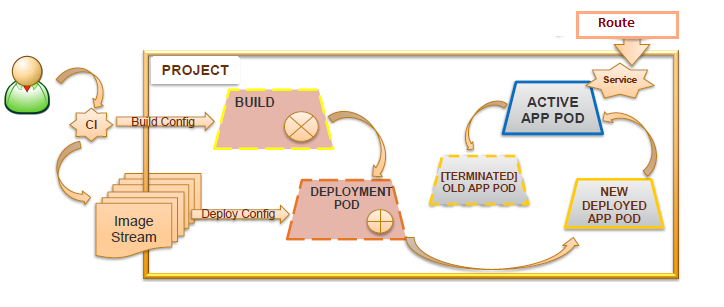 Route
PROJECT
Service
BUILD
ACTIVE
APP POD
CI
Build Config
[TERMINATED]
OLD APP POD
DEPLOYMENT
POD
NEW
DEPLOYED
APP POD
Image
Stream
Deploy Config